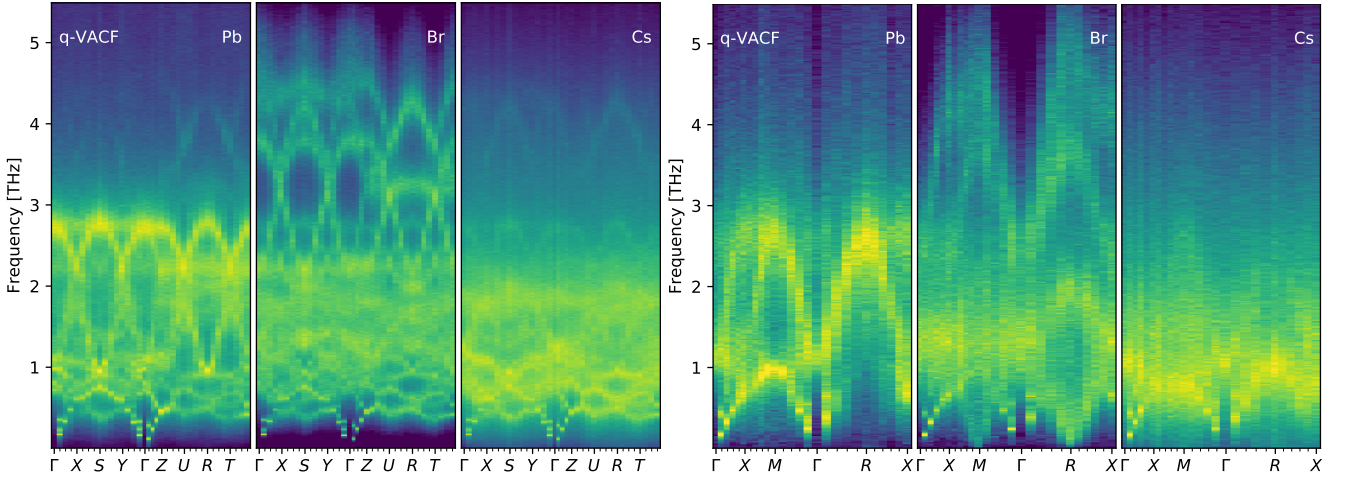 q-VACF Pb Br Cs
5
4
3
2
1
Frequency [THz]
Γ X S Y Γ Z U R T Γ X S Y Γ Z U R T Γ X S Y Γ Z U R T
q-VACF Pb Br Cs
5
4
3
2
1
Frequency [THz]
Γ X M Γ R X Γ X M Γ R X Γ X M Γ R X